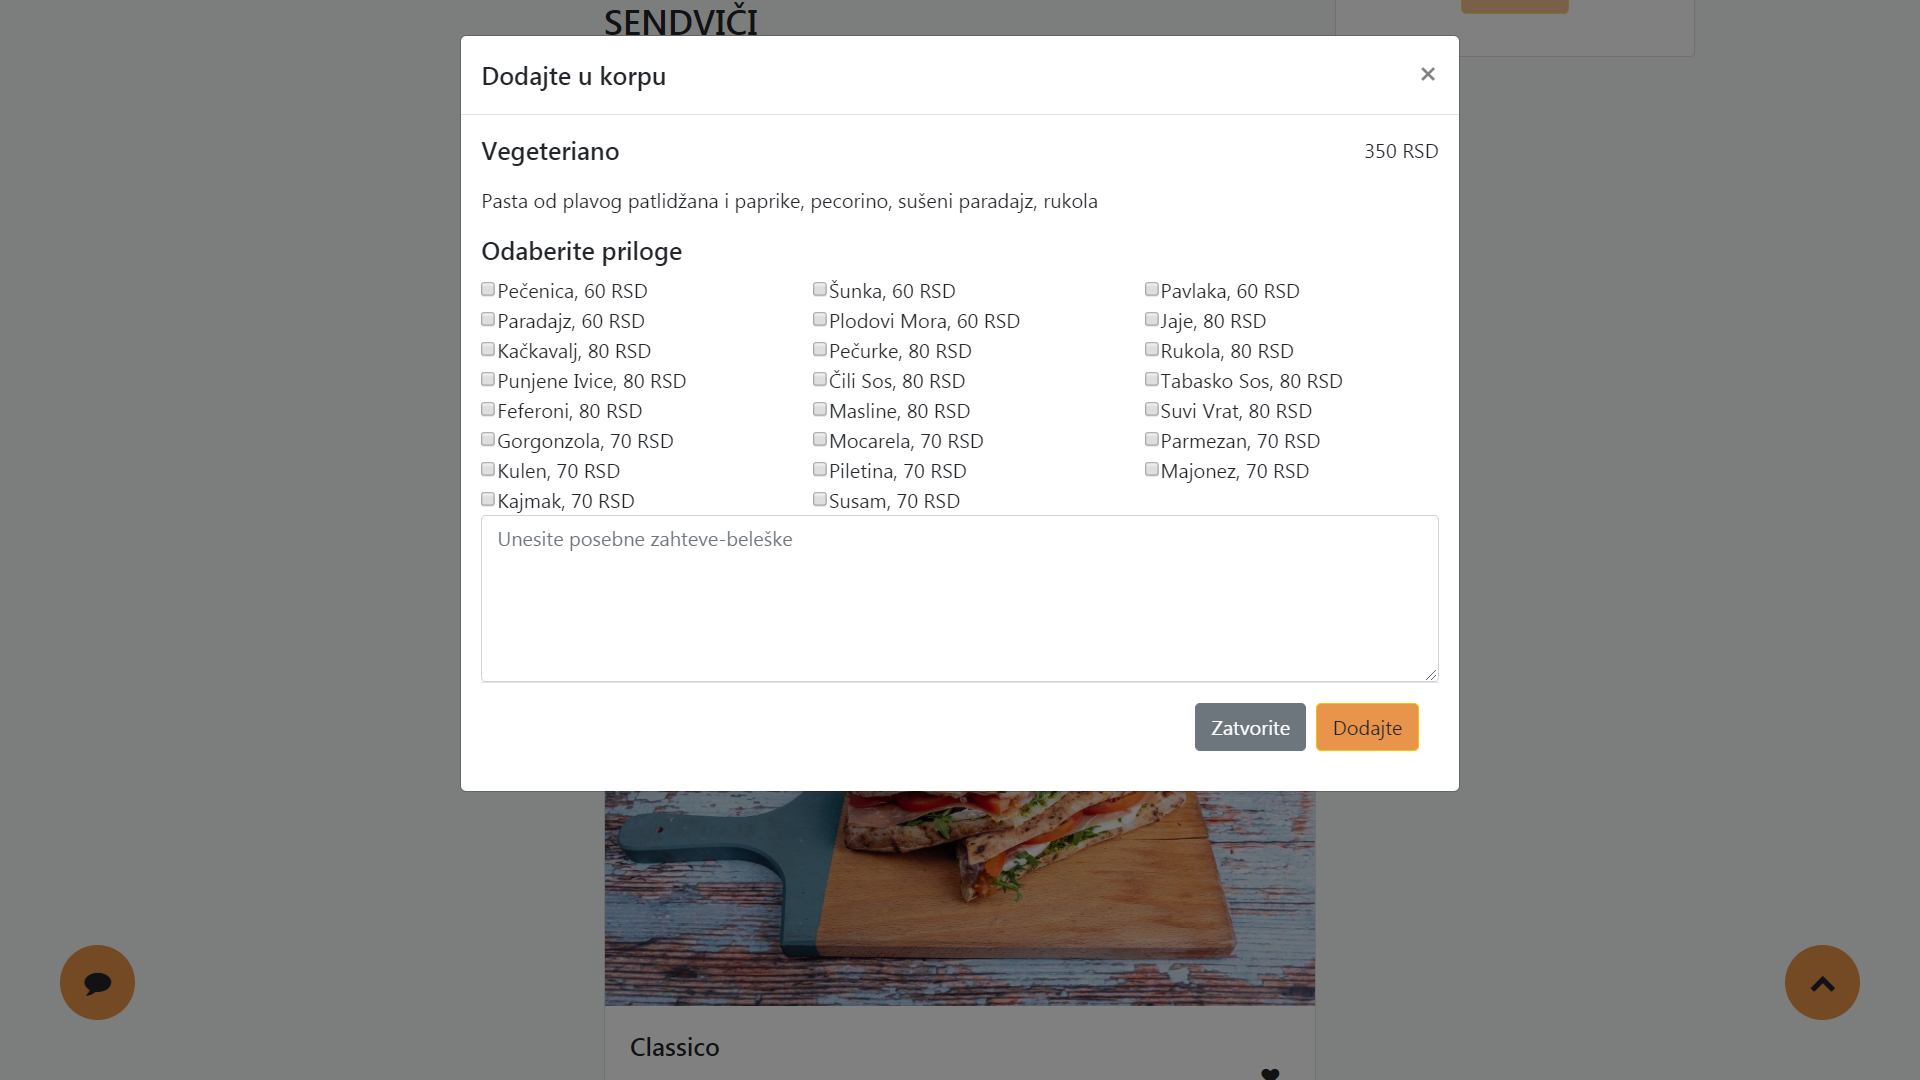 SENDVIČI
Dodajte u korpu
×
Vegeteriano
350 RSD
Pasta od plavog patlidžana i paprike, pecorino, sušeni paradajz, rukola
Odaberite priloge
Pečenica, 60 RSD
Šunka, 60 RSD
Pavlaka, 60 RSD
Paradajz, 60 RSD
Plodovi Mora, 60 RSD
Jaje, 80 RSD
Kačkavalj, 80 RSD
Pečurke, 80 RSD
Rukola, 80 RSD
Punjene Ivice, 80 RSD
Čili Sos, 80 RSD
Tabasko Sos, 80 RSD
Feferoni, 80 RSD
Masline, 80 RSD
Suvi Vrat, 80 RSD
Gorgonzola, 70 RSD
Mocarela, 70 RSD
Parmezan, 70 RSD
Kulen, 70 RSD
Piletina, 70 RSD
Majonez, 70 RSD
Kajmak, 70 RSD
Susam, 70 RSD
Unesite posebne zahteve-beleške
Zatvorite
Dodajte
Classico